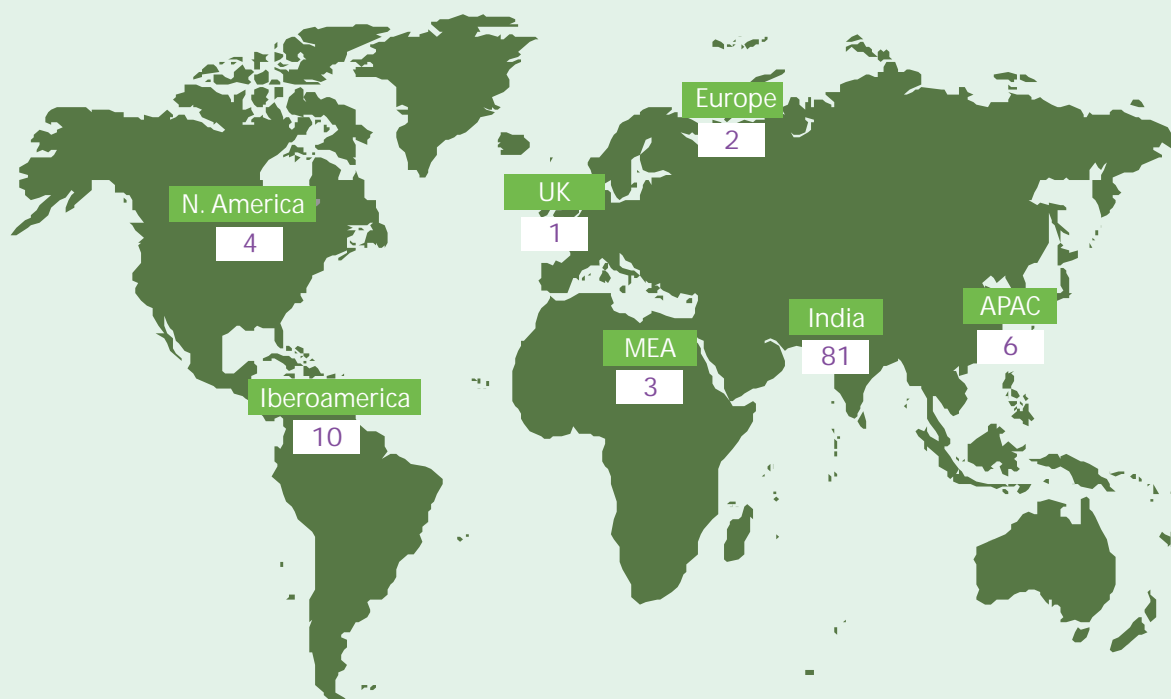 Europe
2
UK
1
N. America
4
India
81
APAC
6
MEA
3
Iberoamerica
10